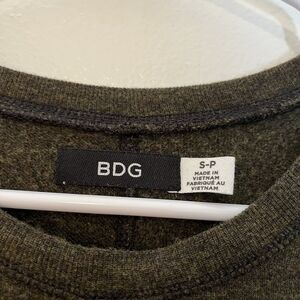 BDG
S-P
MADE IN
VIETNAM
FABRIQUÉ AU
VIETNAM